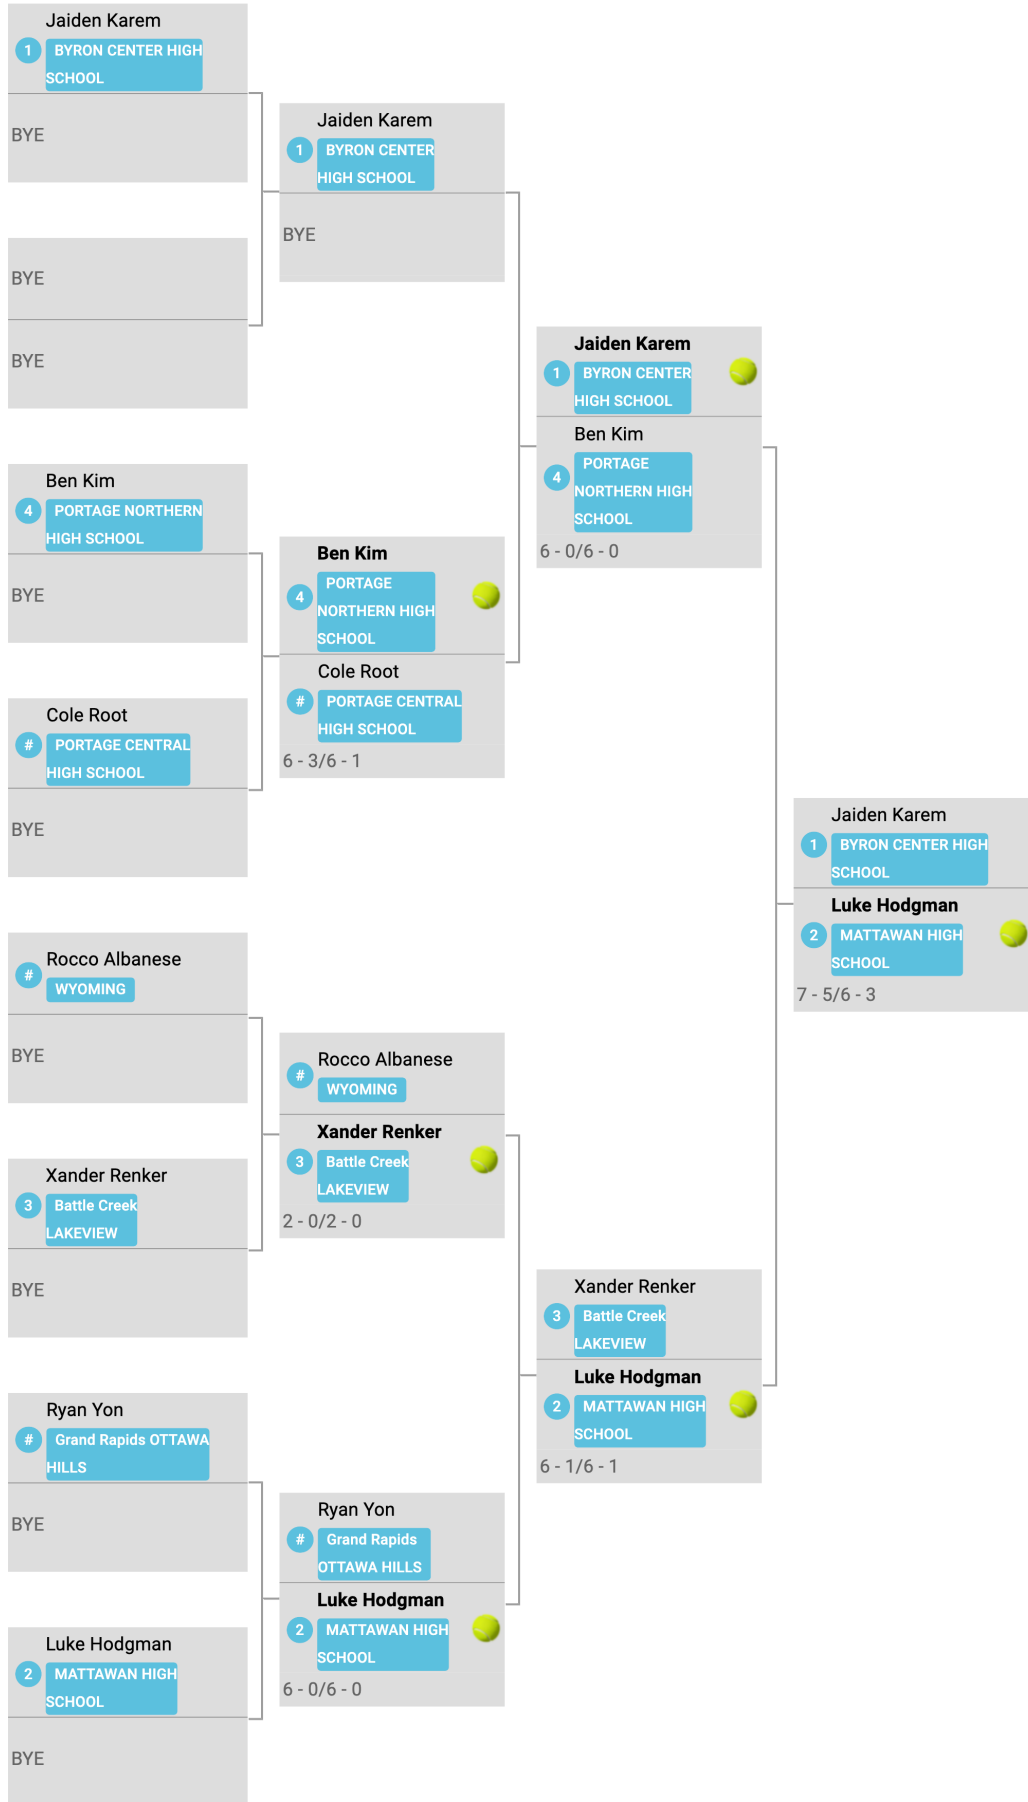 Jaiden Karem
1 BYRON CENTER HIGH
SCHOOL
BYE
BYE
BYE
Ben Kim
4 PORTAGE NORTHERN
HIGH SCHOOL
BYE
Cole Root
# PORTAGE CENTRAL
HIGH SCHOOL
BYE
Rocco Albanese
# WYOMING
BYE
Xander Renker
3 Battle Creek
LAKEVIEW
BYE
Ryan Yon
# Grand Rapids OTTAWA
HILLS
BYE
Luke Hodgman
2 MATTAWAN HIGH
SCHOOL
BYE
Jaiden Karem
1 BYRON CENTER
HIGH SCHOOL
BYE
Ben Kim
PORTAGE
4 NORTHERN HIGH
SCHOOL
Cole Root
# PORTAGE CENTRAL
HIGH SCHOOL
6 - 3/6 - 1
Rocco Albanese
# WYOMING
Xander Renker
3 Battle Creek
LAKEVIEW
2 - 0/2 - 0
Ryan Yon
# Grand Rapids
OTTAWA HILLS
Luke Hodgman
2 MATTAWAN HIGH
SCHOOL
6 - 0/6 - 0
Jaiden Karem
1 BYRON CENTER
HIGH SCHOOL
Ben Kim
PORTAGE
4 NORTHERN HIGH
SCHOOL
6 - 0/6 - 0
Xander Renker
3 Battle Creek
LAKEVIEW
Luke Hodgman
2 MATTAWAN HIGH
SCHOOL
6 - 1/6 - 1
Jaiden Karem
1 BYRON CENTER HIGH
SCHOOL
Luke Hodgman
2 MATTAWAN HIGH
SCHOOL
7 - 5/6 - 3